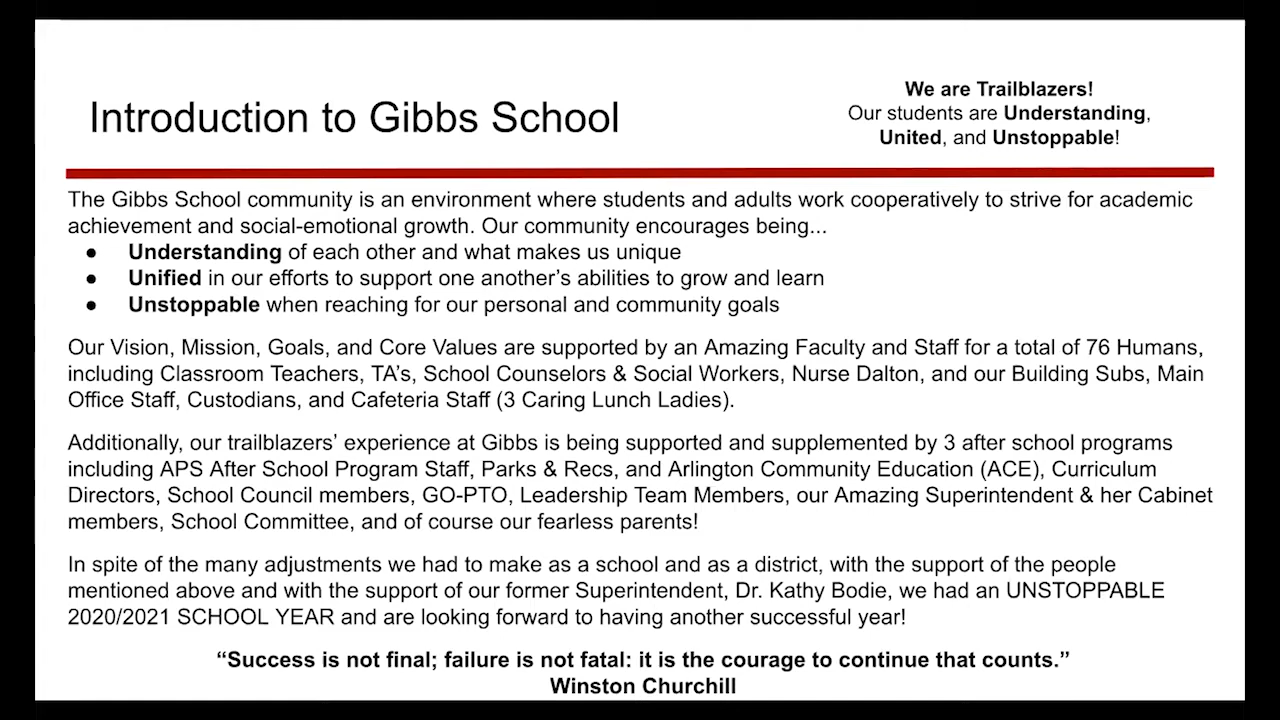 Introduction to Gibbs School
We are Trailblazers!
Our students are Understanding,
United, and Unstoppable!
The Gibbs School community is an environment where students and adults work cooperatively to strive for academic
achievement and social-emotional growth. Our community encourages being...
● Understanding of each other and what makes us unique
● Unified in our efforts to support one another’s abilities to grow and learn
● Unstoppable when reaching for our personal and community goals
Our Vision, Mission, Goals, and Core Values are supported by an Amazing Faculty and Staff for a total of 76 Humans,
including Classroom Teachers, TA’s, School Counselors & Social Workers, Nurse Dalton, and our Building Subs, Main
Office Staff, Custodians, and Cafeteria Staff (3 Caring Lunch Ladies).
Additionally, our trailblazers’ experience at Gibbs is being supported and supplemented by 3 after school programs
including APS After School Program Staff, Parks & Recs, and Arlington Community Education (ACE), Curriculum
Directors, School Council members, GO-PTO, Leadership Team Members, our Amazing Superintendent & her Cabinet
members, School Committee, and of course our fearless parents!
In spite of the many adjustments we had to make as a school and as a district, with the support of the people
mentioned above and with the support of our former Superintendent, Dr. Kathy Bodie, we had an UNSTOPPABLE
2020/2021 SCHOOL YEAR and are looking forward to having another successful year!
“Success is not final; failure is not fatal: it is the courage to continue that counts.”
Winston Churchill